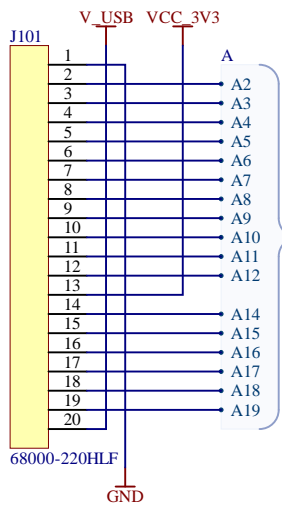 V_USB VCC_3V3
J101
A
1
2 A2
3 A3
4 A4
5 A5
6 A6
7 A7
8 A8
9 A9
10 A10
11 A11
12 A12
13
14 A14
15 A15
16 A16
17 A17
18 A18
19 A19
20
68000-220HLF
GND